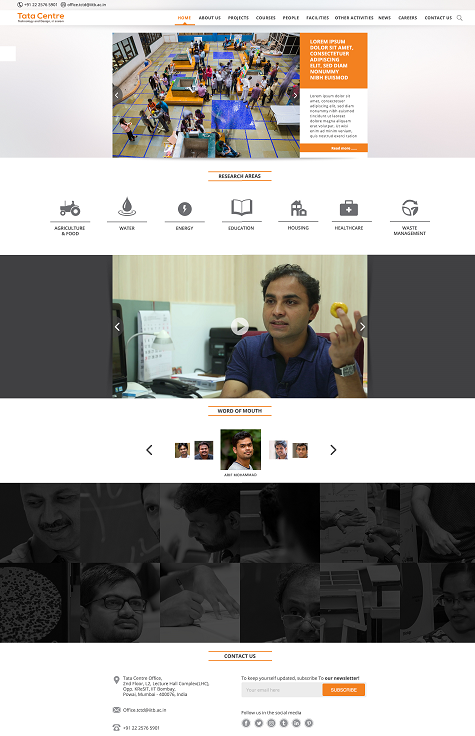 +91 22 2576 5901 office.tctd@iitb.ac.in
Tata Centre
HOME ABOUT US PROJECTS COURSES PEOPLE FACILITIES OTHER ACTIVITIES NEWS CAREERS CONTACT US
LOREM IPSUM
DOLOR SIT AMET,
CONSECTETUER
ADIPISCING
ELIT, SED DIAM
NONUMMY
NIBH EUISMOD
Lorem ipsum dolor sit
amet, consectetuer
adipiscing elit, sed diam
nonummy nibh euismod
tincidunt ut laoreet
dolore magna aliquam
erat volutpat. Ut wisi
enim ad minim veniam,
quis nostrud exerci tation
Read more......
RESEARCH AREAS
AGRICULTURE
& FOOD
WATER
ENERGY
EDUCATION
HOUSING
HEALTHCARE
WASTE
MANAGEMENT
WORD OF MOUTH
ARIF MOHAMMAD
CONTACT US
Tata Centre Office,
2nd Floor, L2, Lecture Hall Complex(LHC),
Opp. KReSIT, IIT Bombay,
Powai, Mumbai - 400076, India
Office.tctd@iitb.ac.in
+91 22 2576 5901
To keep yourself updated, subscribe To our newsletter!
Your email here
SUBSCRIBE
Follow us in the social media